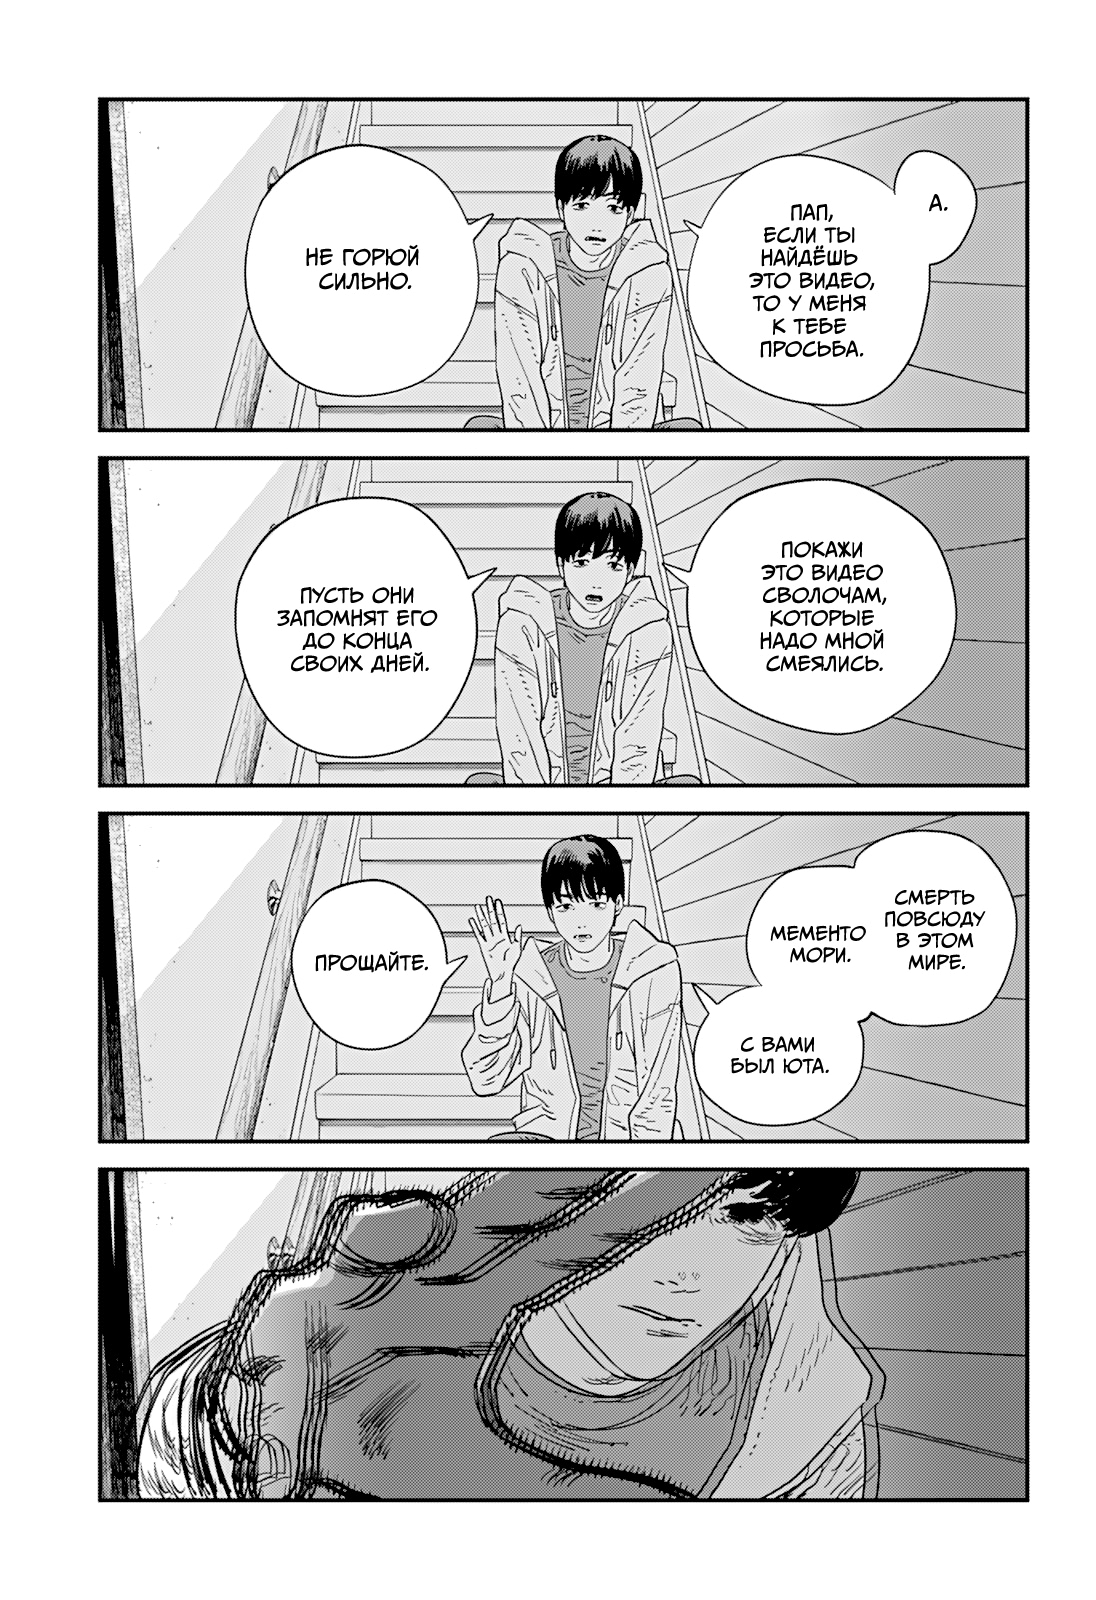 А.
ПАП,
ЕСЛИ ТЫ
НАЙДЁШЬ
ЭТО ВИДЕО,
ТО У МЕНЯ
К ТЕБЕ
ПРОСЬБА.
НЕ ГОРЮЙ
СИЛЬНО.
ПОКАЖИ
ЭТО ВИДЕО
СВОЛОЧАМ,
КОТОРЫЕ
НАДО МНОЙ
СМЕЯЛИСЬ.
ПУСТЬ ОНИ
ЗАПОМНЯТ ЕГО
ДО КОНЦА
СВОИХ ДНЕЙ.
СМЕРТЬ
ПОВСЮДУ
В ЭТОМ
МИРЕ.
МЕМЕНТО
МОРИ.
С ВАМИ
БЫЛ ЮТА.
ПРОЩАЙТЕ.